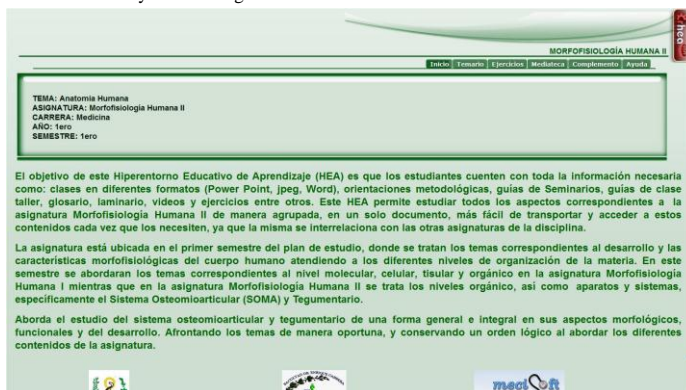 MORFOFISIOLOGÍA HUMANA II
Inicio Temario Ejercicios Mediateca Complemento Ayuda
TEMA: Anatomia Humana
ASIGNATURA: Morfofisiología Humana II
CARRERA: Medicina
AÑO: 1ero
SEMESTRE: 1ero
El objetivo de este Hiperentorno Educativo de Aprendizaje (HEA) es que los estudiantes cuenten con toda la información necesaria
como: clases en diferentes formatos (Power Point, jpeg, Word), orientaciones metodológicas, guías de Seminarios, guías de clase
taller, glosario, laminario, videos y ejercicios entre otros. Este HEA permite estudiar todos los aspectos correspondientes a la
asignatura Morfofisiología Humana II de manera agrupada, en un solo documento, más fácil de transportar y acceder a estos
contenidos cada vez que los necesiten, ya que la misma se interrelaciona con las otras asignaturas de la disciplina.
La asignatura está ubicada en el primer semestre del plan de estudio, donde se tratan los temas correspondientes al desarrollo y las
características morfofisiológicas del cuerpo humano atendiendo a los diferentes niveles de organización de la materia. En este
semestre se abordaran los temas correspondientes al nivel molecular, celular, tisular y orgánico en la asignatura Morfofisiología
Humana I mientras que en la asignatura Morfofisiología Humana II se trata los niveles orgánico, así como aparatos y sistemas,
específicamente el Sistema Osteomioarticular (SOMA) y Tegumentario.
Aborda el estudio del sistema osteomioarticular y tegumentario de una forma general e integral en sus aspectos morfológicos,
funcionales y del desarrollo. Afrontando los temas de manera oportuna, y conservando un orden lógico al abordar los diferentes
contenidos de la asignatura.